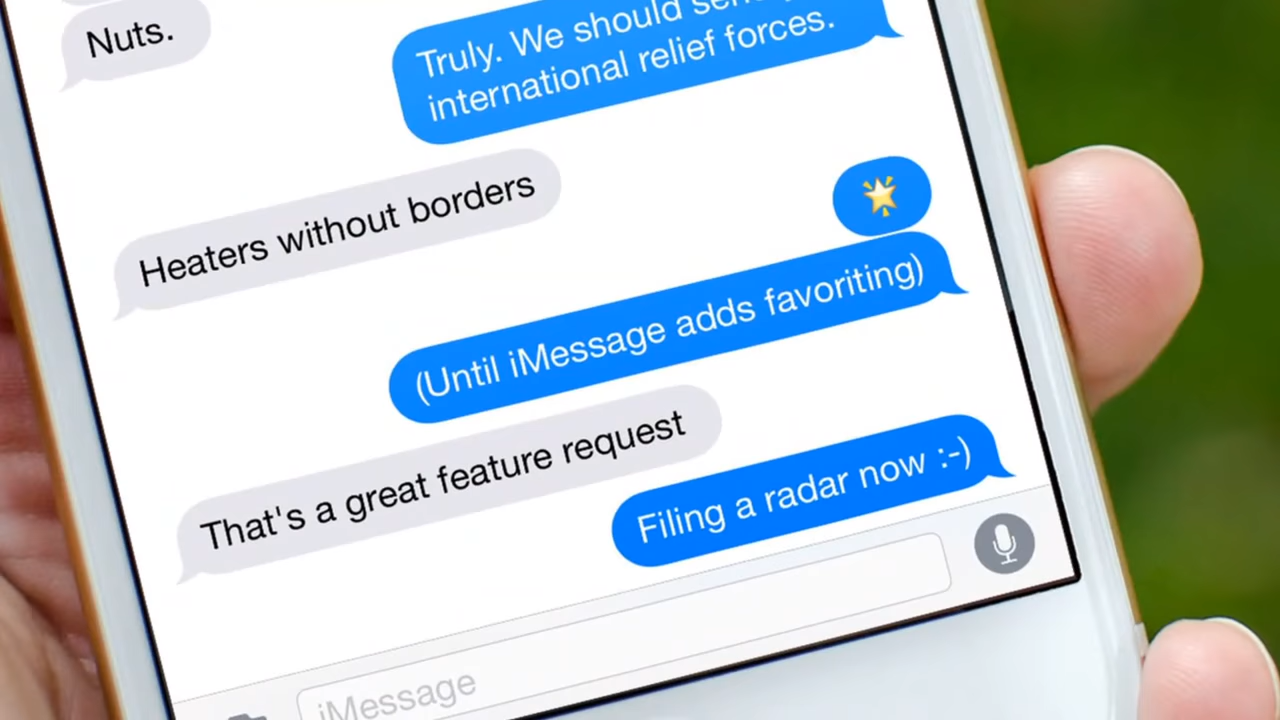 Nuts.
Truly. We should
international relief forces.
Heaters without borders
🌟
(Until iMessage adds favoriting)
That's a great feature request
Filing a radar now :-)
iMessage